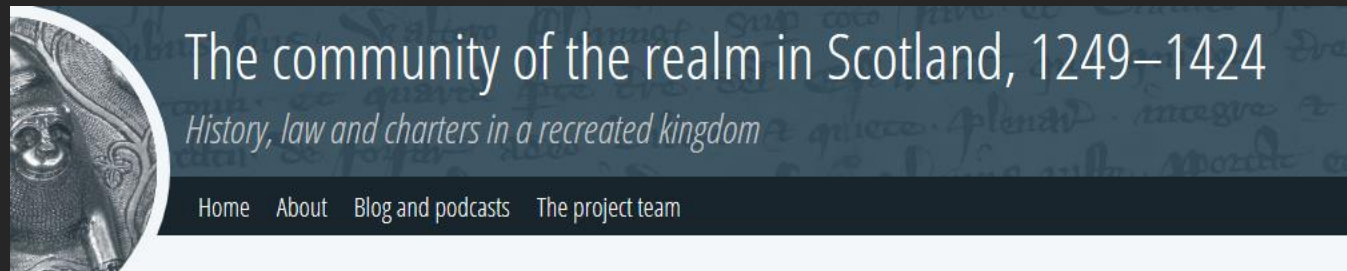 The community of the realm in Scotland, 1249–1424
History, law and charters in a recreated kingdom
Home About Blog and podcasts The project team